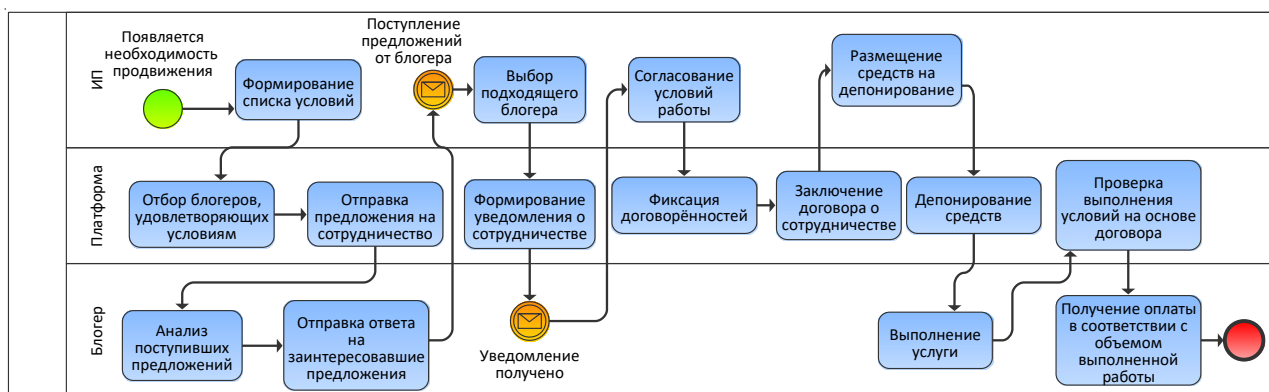 ИП
Появляется
необходимость
продвижения
Формирование
списка условий
Поступление
предложений
от блогера
Выбор
подходящего
блогера
Согласование
условий
работы
Размещение
средств на
депонирование
Платформа
Отбор блогеров,
удовлетворяющих
условиям
Отправка
предложения на
сотрудничество
Формирование
уведомления о
сотрудничестве
Фиксация
договорённостей
Заключение
договора о
сотрудничестве
Депонирование
средств
Проверка
выполнения
условий на основе
договора
Блогер
Анализ
поступивших
предложений
Отправка ответа
на
заинтересовавшие
предложения
Уведомление
получено
Выполнение
услуги
Получение оплаты
в соответствии с
объемом
выполненной
работы